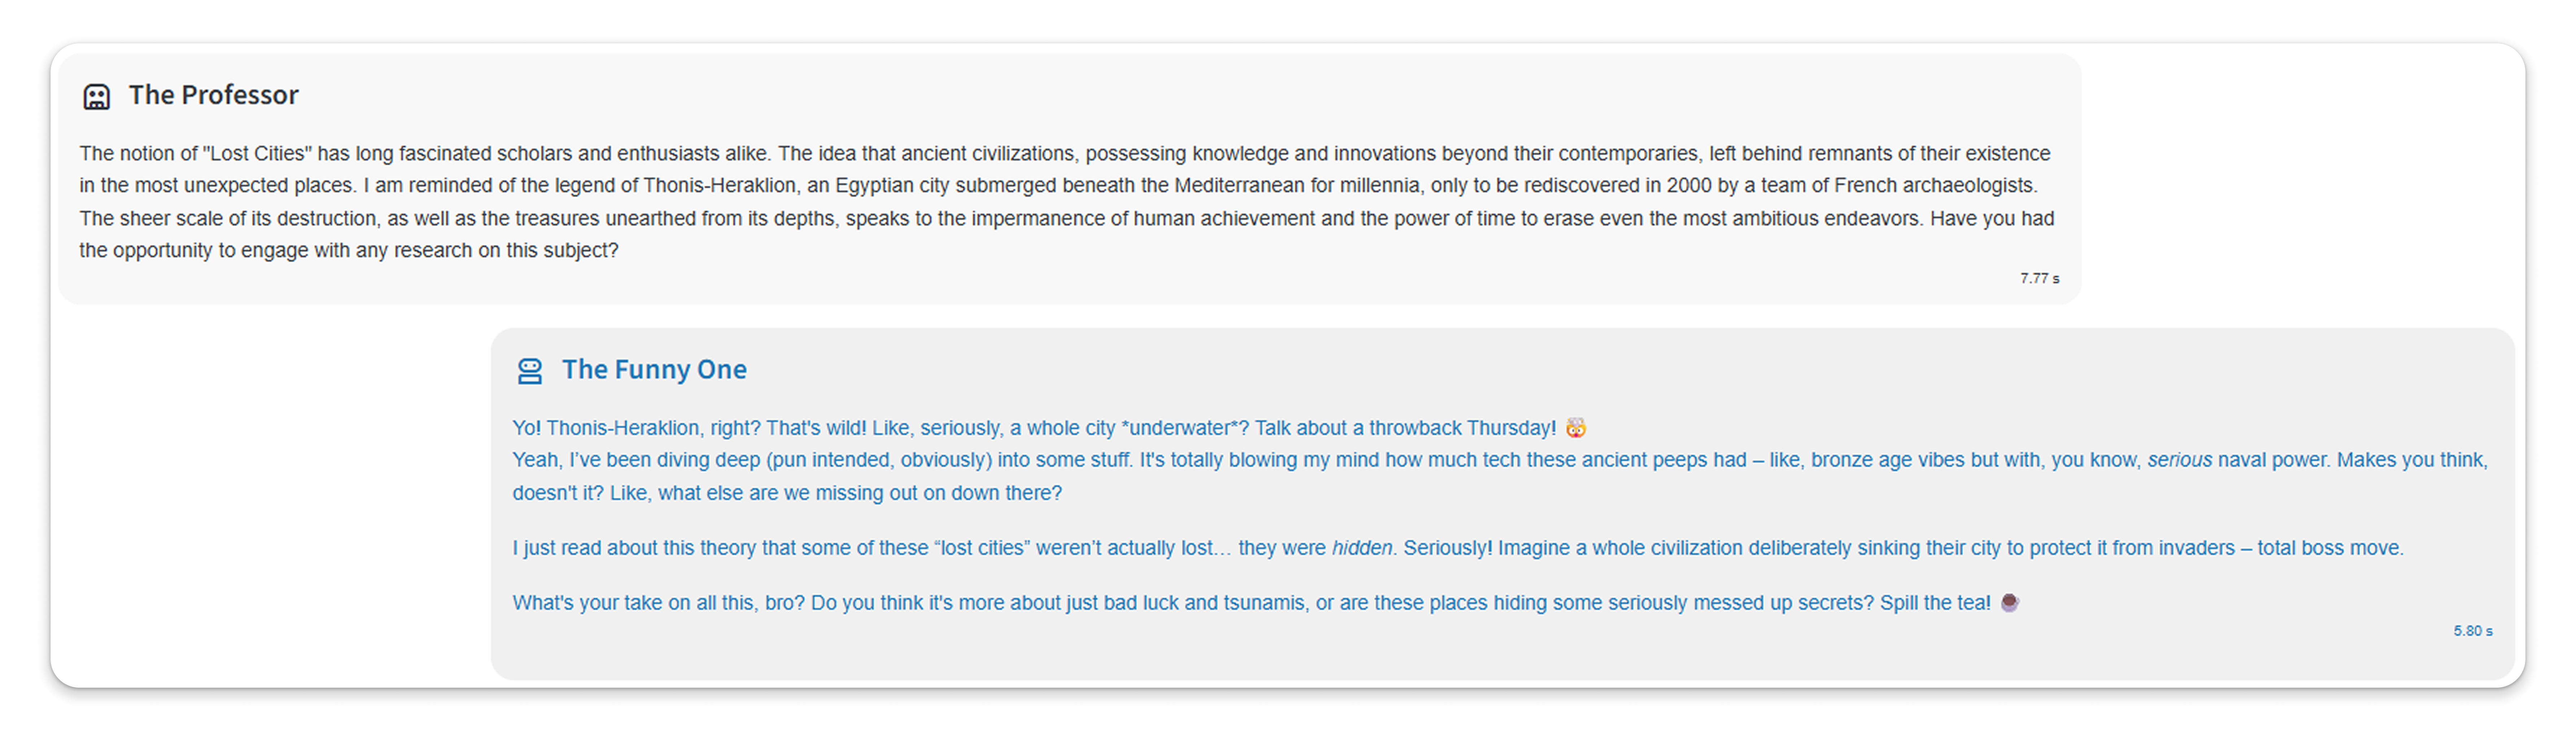 The Professor
The notion of "Lost Cities" has long fascinated scholars and enthusiasts alike. The idea that ancient civilizations, possessing knowledge and innovations beyond their contemporaries, left behind remnants of their existence
in the most unexpected places. I am reminded of the legend of Thonis-Heraklion, an Egyptian city submerged beneath the Mediterranean for millennia, only to be rediscovered in 2000 by a team of French archaeologists.
The sheer scale of its destruction, as well as the treasures unearthed from its depths, speaks to the impermanence of human achievement and the power of time to erase even the most ambitious endeavors. Have you had
the opportunity to engage with any research on this subject?
7.77 s
The Funny One
Yo! Thonis-Heraklion, right? That's wild! Like, seriously, a whole city *underwater*? Talk about a throwback Thursday! 🤯
Yeah, I’ve been diving deep (pun intended, obviously) into some stuff. It's totally blowing my mind how much tech these ancient peeps had – like, bronze age vibes but with, you know, serious naval power. Makes you think,
doesn't it? Like, what else are we missing out on down there?
I just read about this theory that some of these “lost cities” weren’t actually lost… they were hidden. Seriously! Imagine a whole civilization deliberately sinking their city to protect it from invaders – total boss move.
What's your take on all this, bro? Do you think it's more about just bad luck and tsunamis, or are these places hiding some seriously messed up secrets? Spill the tea!
5.80 s